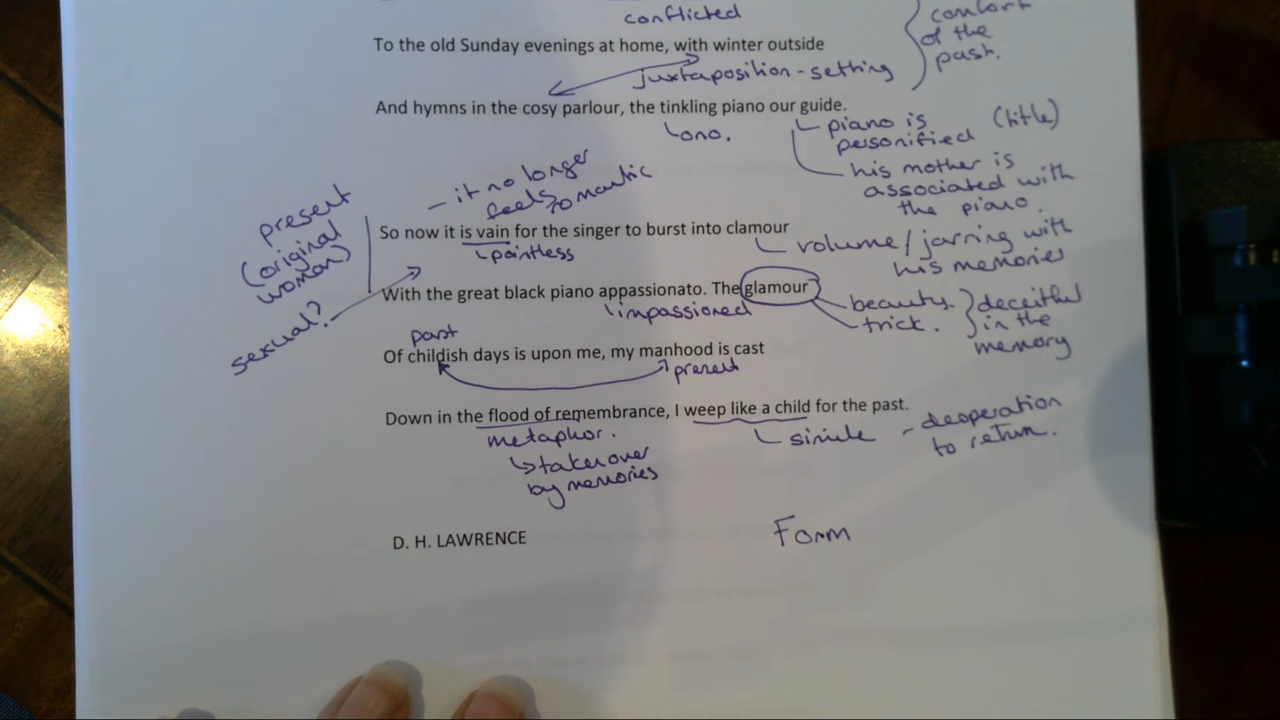 conflicted
comfort
of the
past.
To the old Sunday evenings at home, with winter outside
juxtaposition - setting
And hymns in the cosy parlour, the tinkling piano our guide.
ono.
piano is
personified
(title)
his mother is
associated with
the piano.
- it no longer
feels romantic
present
(original
woman)
So now it is vain for the singer to burst into clamour
pointless
volume/jarring with
his memories
With the great black piano appassionato. The glamour
impassioned
beauty.
trick.
deceitful
in the
memory
sexual?
past
Of childish days is upon me, my manhood is cast
present
Down in the flood of remembrance, I weep like a child for the past.
metaphor.
takeover
by memories
simile - desperation
to return.
D. H. LAWRENCE
Form